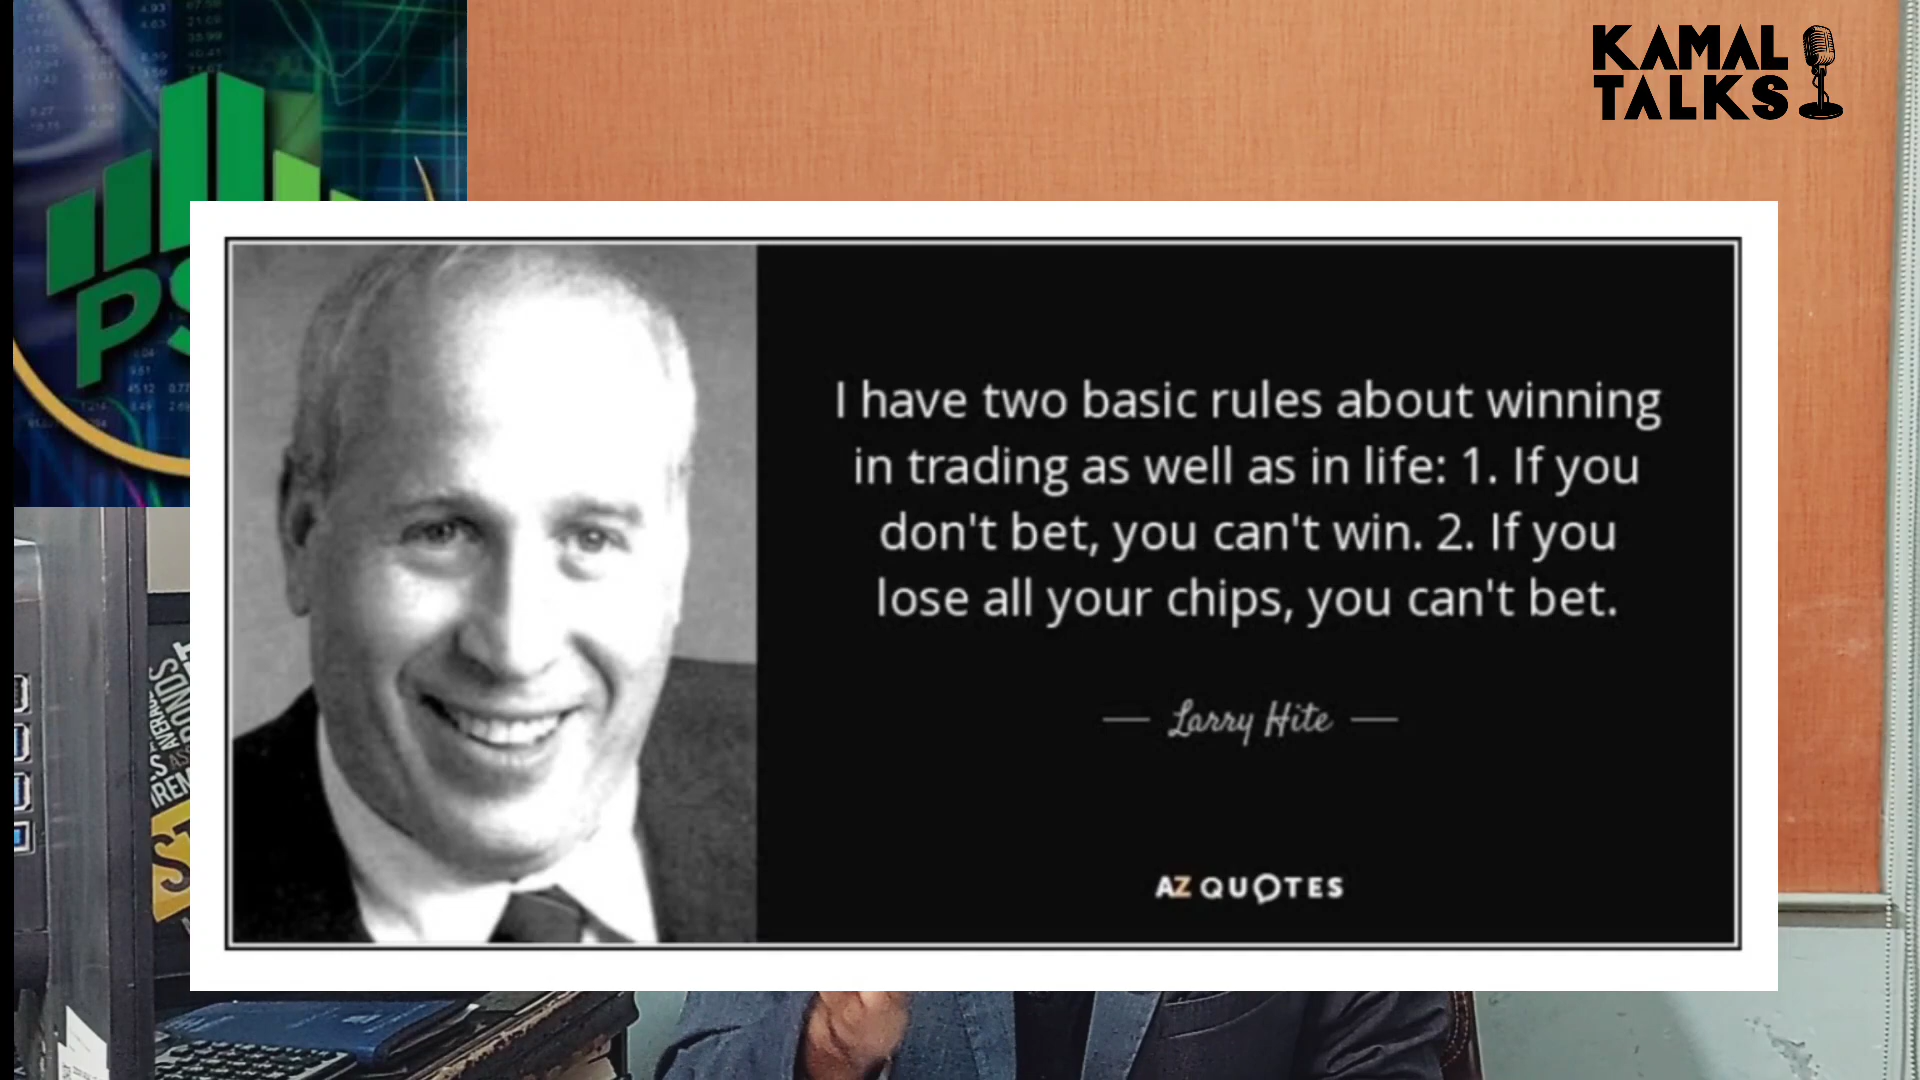 KAMAL
TALKS
PS
I have two basic rules about winning
in trading as well as in life: 1. If you
don't bet, you can't win. 2. If you
lose all your chips, you can't bet.
Larry Hite
AZ QUOTES